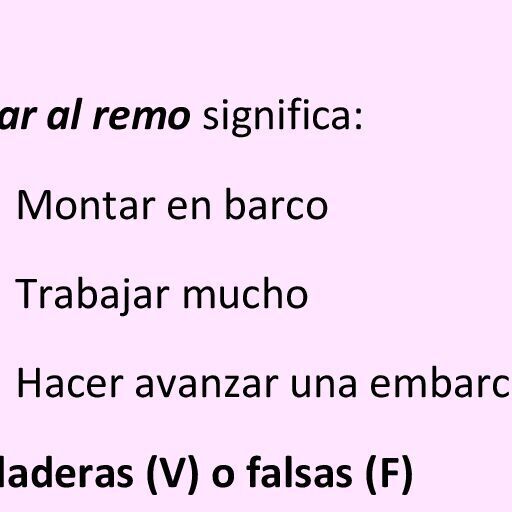 ar al remo significa:
Montar en barco
Trabajar mucho
Hacer avanzar una embarc
laderas (V) o falsas (F)